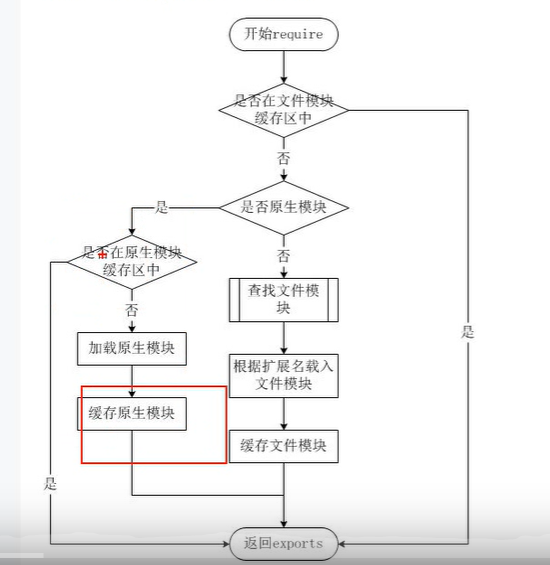 开始require
是否在文件模块
缓存区中
否
是否原生模块
是
否
是否在原生模块
缓存区中
否
查找文件模
块
是
加载原生模块
根据扩展名载入
文件模块
缓存原生模块
缓存文件模块
是
返回exports